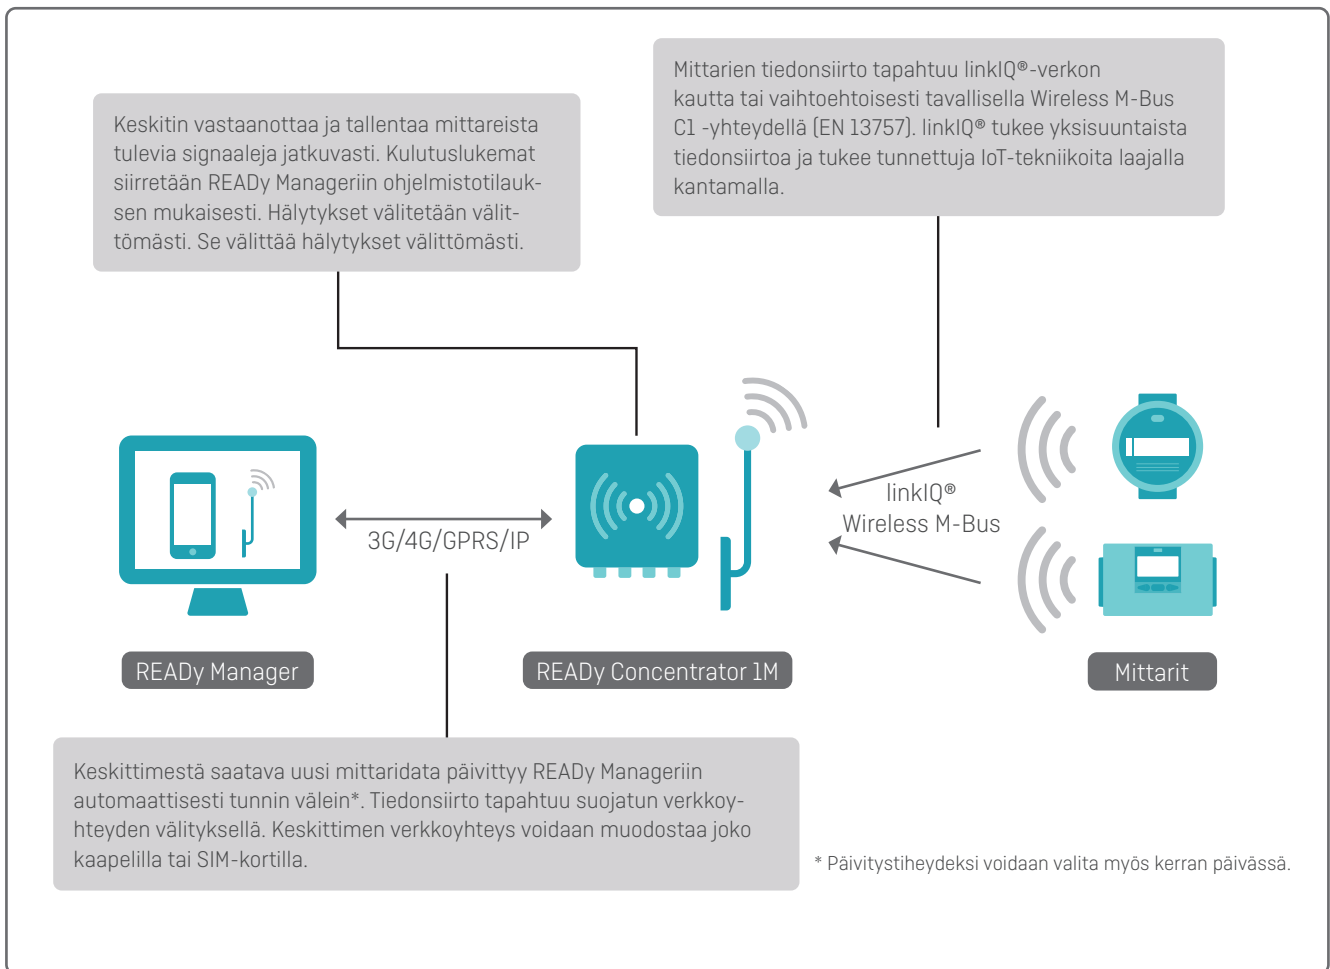 Keskitin vastaanottaa ja tallentaa mittareista
tulevia signaaleja jatkuvasti. Kulutuslukemat
siirretään READy Manageriin ohjelmistotilauk-
sen mukaisesti. Hälytykset välitetään välit-
tömästi. Se välittää hälytykset välittömästi.
Mittarien tiedonsiirto tapahtuu linkIQ®-verkon
kautta tai vaihtoehtoisesti tavallisella Wireless M-Bus
C1 -yhteydellä (EN 13757). linkIQ® tukee yksisuuntaista
tiedonsiirtoa ja tukee tunnettuja IoT-tekniikoita laajalla
kantamalla.
3G/4G/GPRS/IP
linkIQ®
Wireless M-Bus
READy Manager
READy Concentrator 1M
Mittarit
Keskittimestä saatava uusi mittaridata päivittyy READy Manageriin
automaattisesti tunnin välein*. Tiedonsiirto tapahtuu suojatun verkkoy-
hteyden välityksellä. Keskittimen verkkoyhteys voidaan muodostaa joko
kaapelilla tai SIM-kortilla.
* Päivitystiheydeksi voidaan valita myös kerran päivässä.